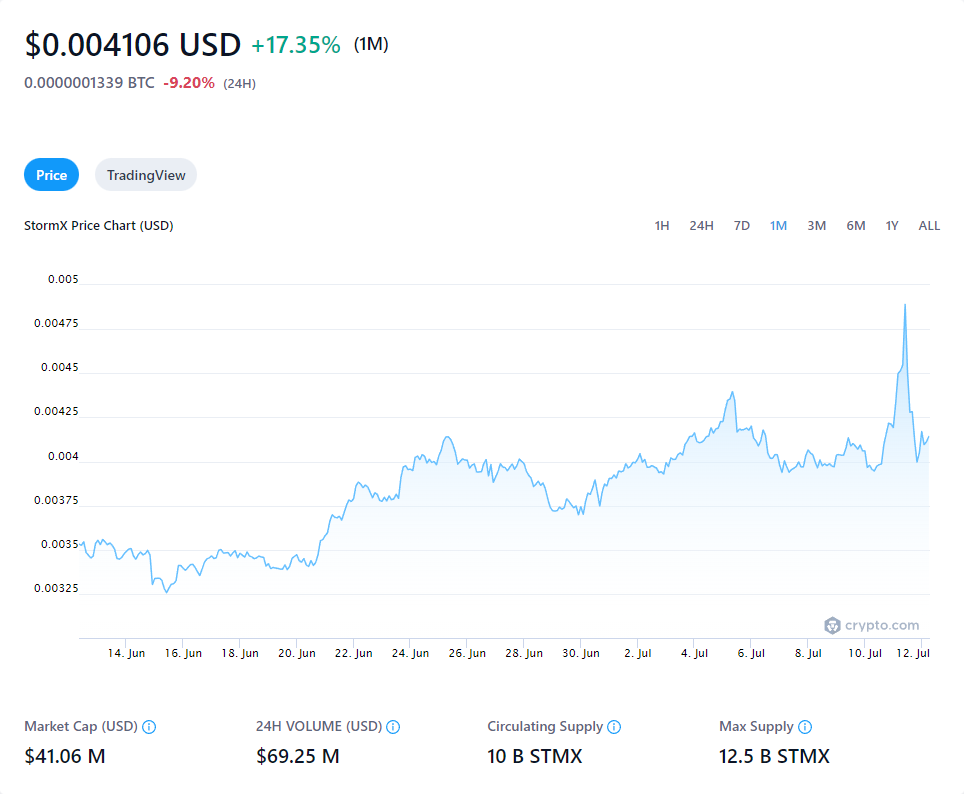 $0.004106 USD +17.35% (1M)
0.0000001339 BTC -9.20% (24H)
Price TradingView
StormX Price Chart (USD)
1H 24H 7D 1M 3M 6M 1Y ALL
0.005
0.00475
0.0045
0.00425
0.004
0.00375
0.0035
0.00325
crypto.com
14. Jun 16. Jun 18. Jun 20. Jun 22. Jun 24. Jun 26. Jun 28. Jun 30. Jun 2. Jul 4. Jul 6. Jul 8. Jul 10. Jul 12. Jul
Market Cap (USD) 24H VOLUME (USD) Circulating Supply Max Supply
$41.06 M $69.25 M 10 B STMX 12.5 B STMX